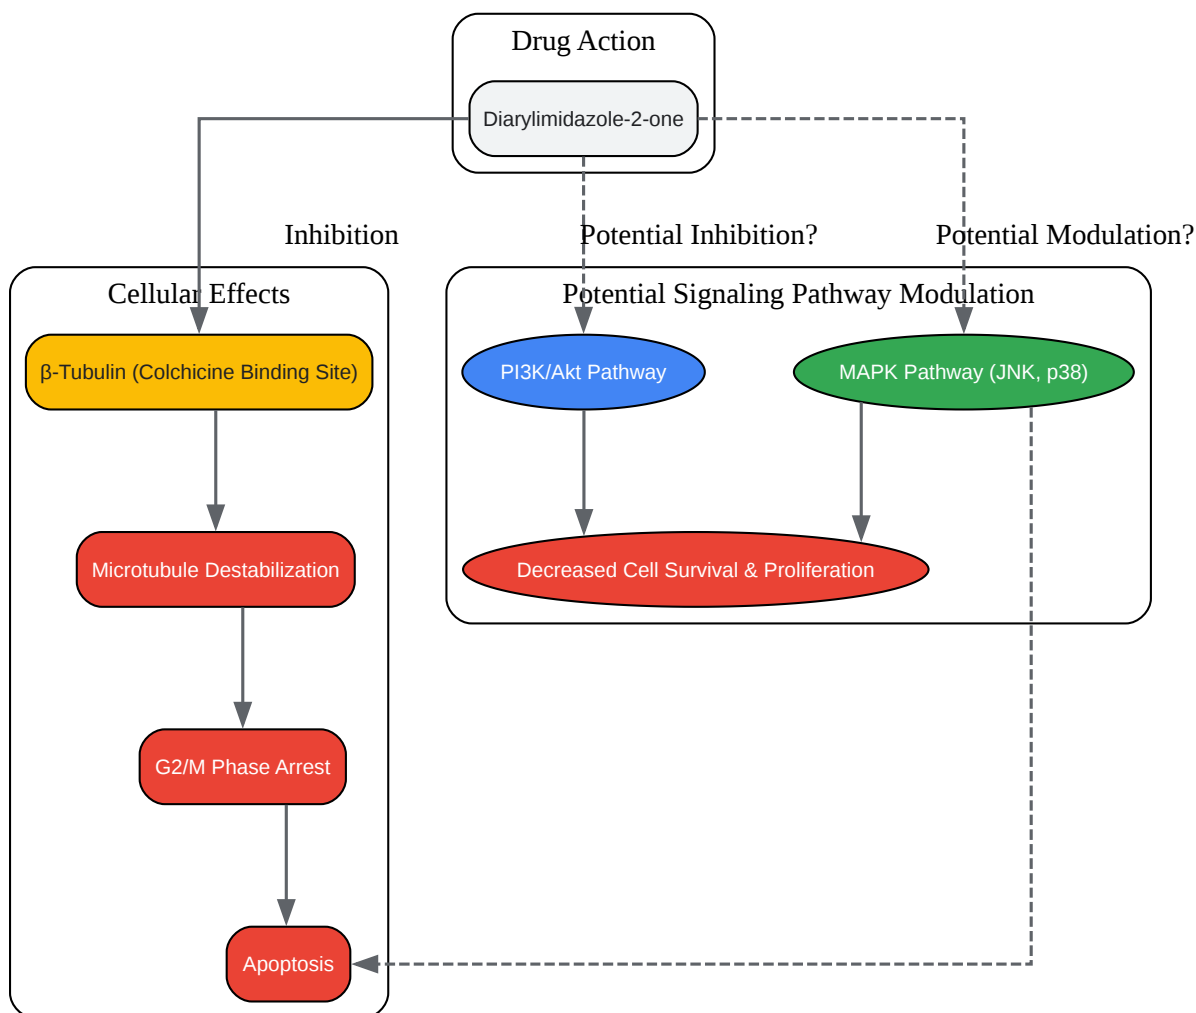 Drug Action
Diarylimidazole-2-one
Inhibition
Potential Inhibition?
Potential Modulation?
Cellular Effects
Potential Signaling Pathway Modulation
β-Tubulin (Colchicine Binding Site)
PI3K/Akt Pathway
MAPK Pathway (JNK, p38)
Microtubule Destabilization
Decreased Cell Survival & Proliferation
G2/M Phase Arrest
Apoptosis